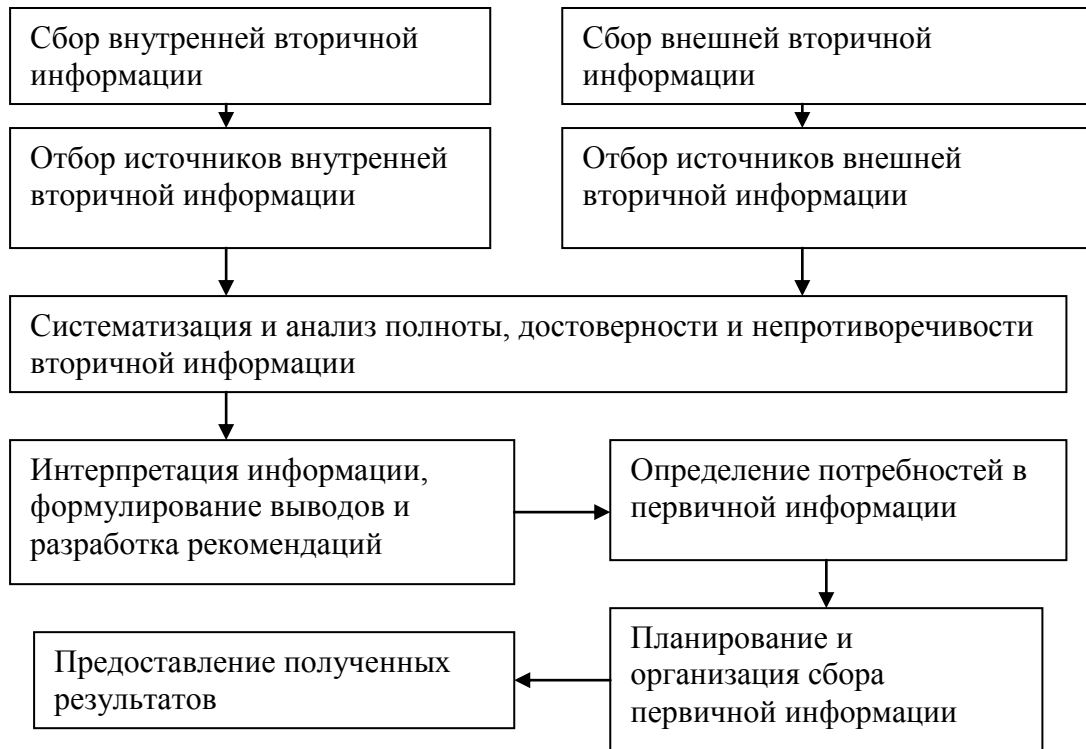 Сбор внутренней вторичной
информации
Сбор внешней вторичной
информации
Отбор источников внутренней
вторичной информации
Отбор источников внешней
вторичной информации
Систематизация и анализ полноты, достоверности и непротиворечивости
вторичной информации
Интерпретация информации,
формулирование выводов и
разработка рекомендаций
Определение потребностей в
первичной информации
Планирование и
организация сбора
первичной информации
Предоставление полученных
результатов